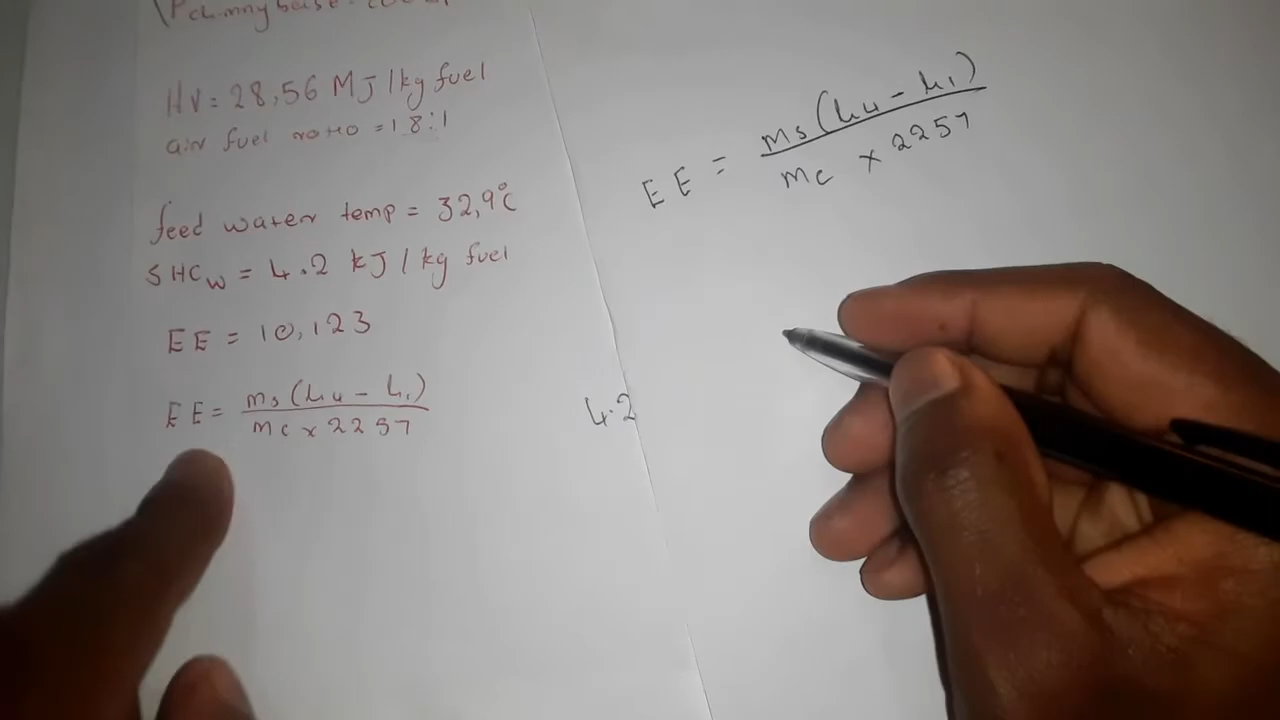 HV = 28,56 MJ/kg fuel
air fuel ratio = 18:1
feed water temp = 32,9°C
SHCw = 4.2 kJ/kg fuel
EE = 10,123
EE = ms(h4 - h1)
mc × 2257
EE = ms(h4 - h1)
mc × 2257
4.2